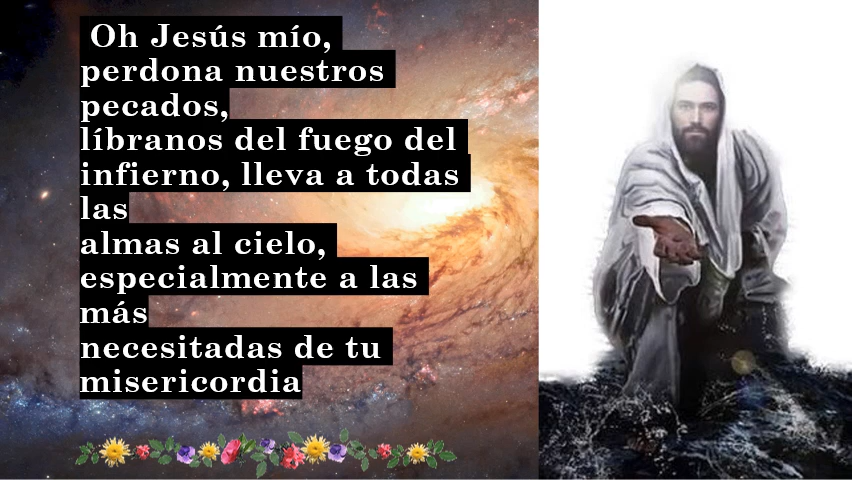 Oh Jesús mío,
perdona nuestros
pecados,
líbranos del fuego del
infierno, lleva a todas
las
almas al cielo,
especialmente a las
más
necesitadas de tu
misericordia